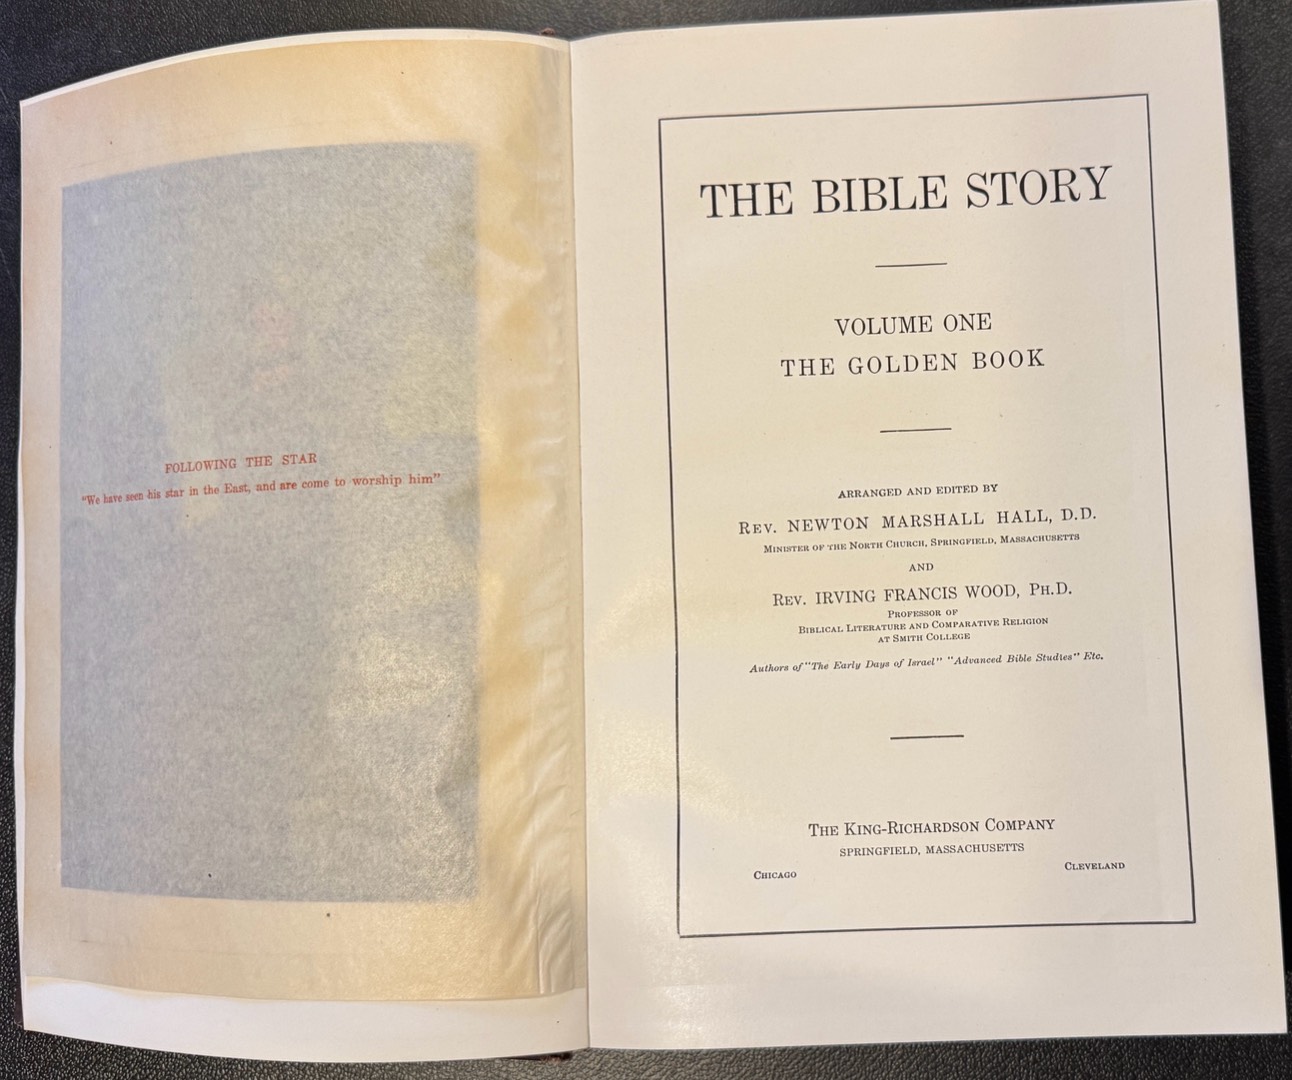 FOLLOWING THE STAR
"We have seen his star in the East, and are come to worship him"
THE BIBLE STORY
VOLUME ONE
THE GOLDEN BOOK
ARRANGED AND EDITED BY
REV. NEWTON MARSHALL HALL, D.D.
MINISTER OF THE NORTH CHURCH, SPRINGFIELD, MASSACHUSETTS
AND
REV. IRVING FRANCIS WOOD, PH.D.
PROFESSOR OF
BIBLICAL LITERATURE AND COMPARATIVE RELIGION
AT SMITH COLLEGE
Authors of "The Early Days of Israel" "Advanced Bible Studies" Etc.
THE KING-RICHARDSON COMPANY
SPRINGFIELD, MASSACHUSETTS
CHICAGO CLEVELAND